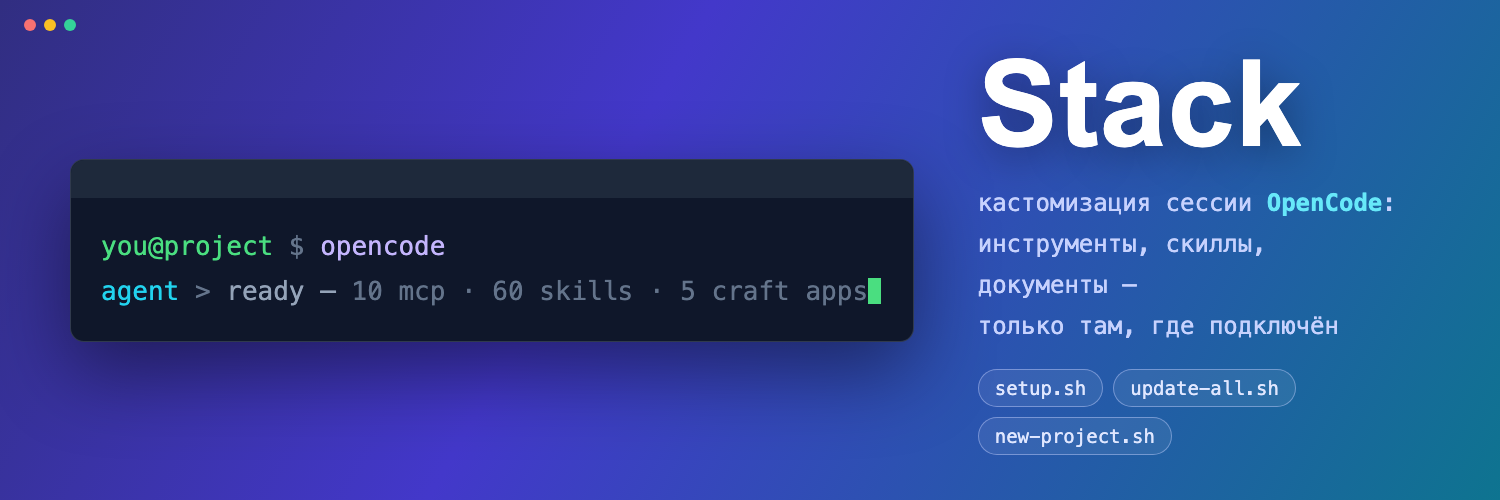 you@project $ opencode
agent > ready — 10 mcp · 60 skills · 5 craft apps
Stack
кастомизация сессии OpenCode:
инструменты, скиллы,
документы —
только там, где подключён
setup.sh
update-all.sh
new-project.sh